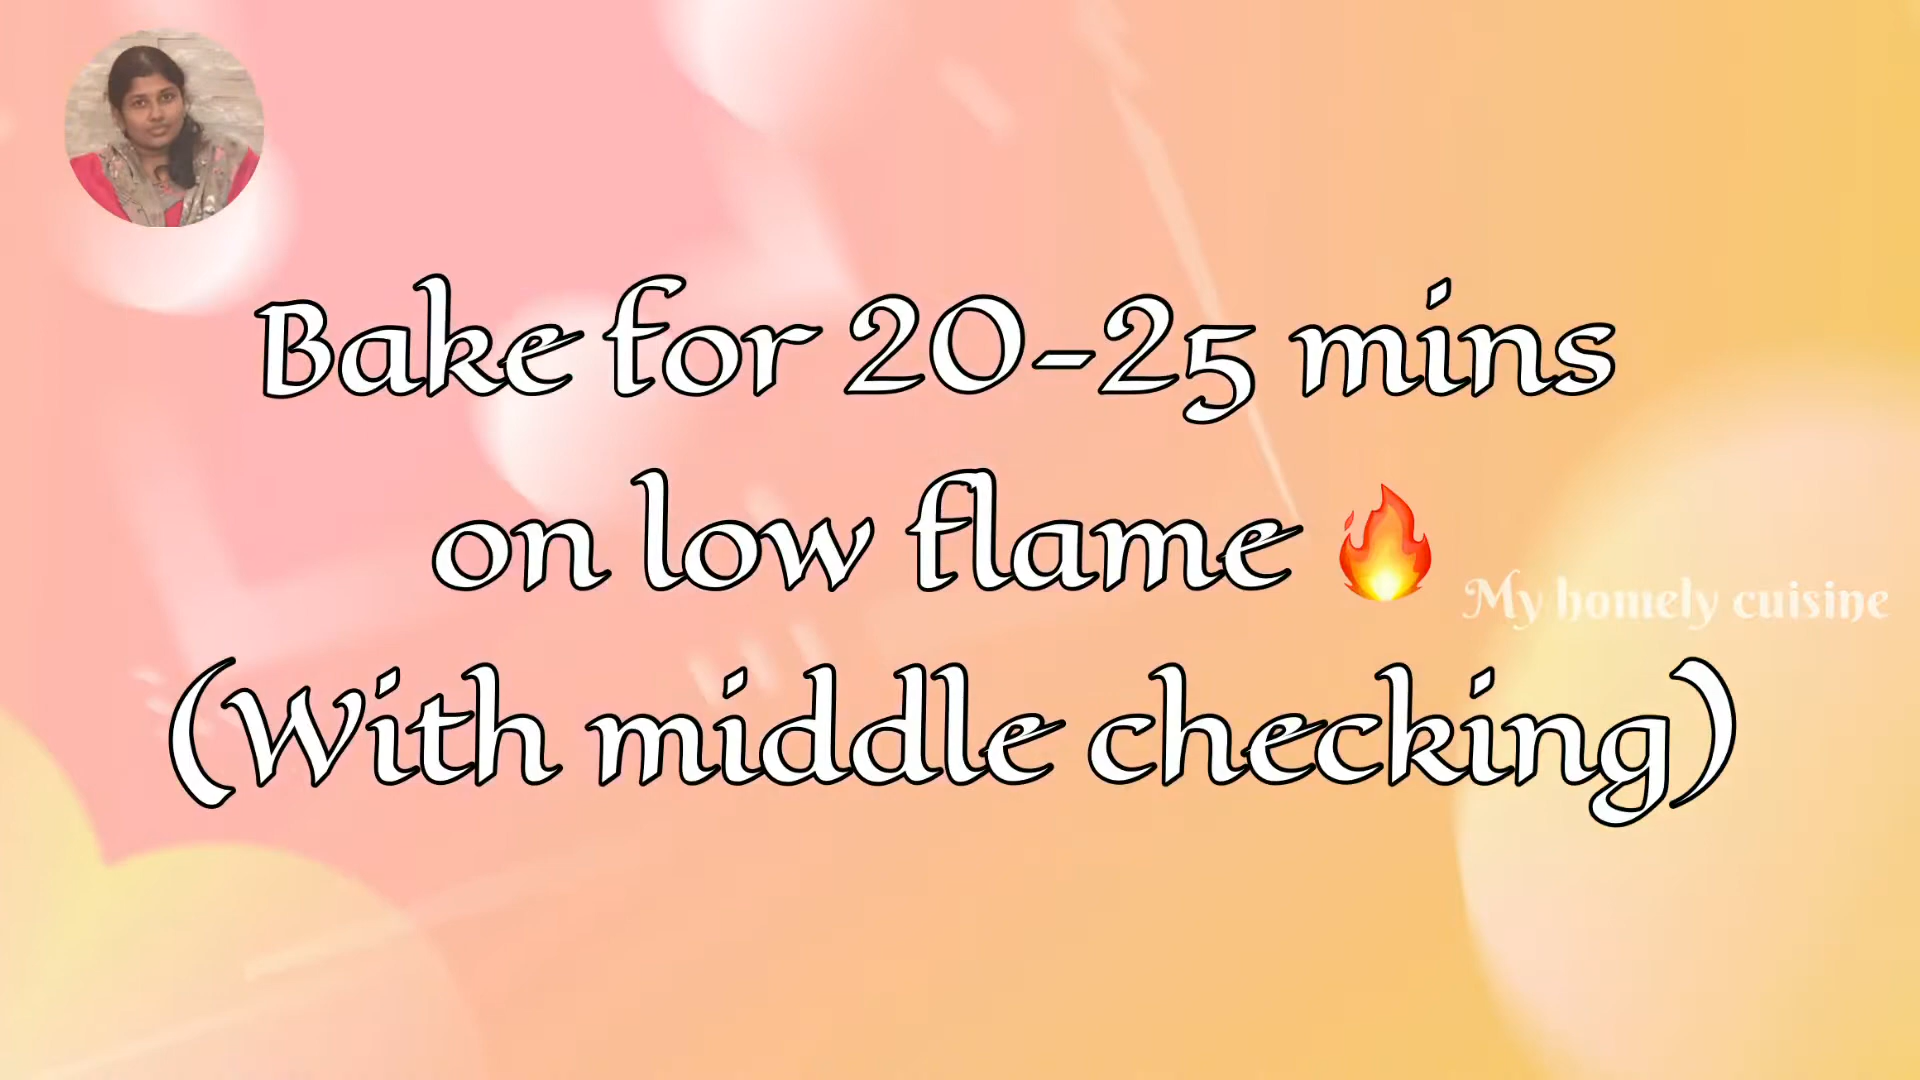 Bake for 20-25 mins
on low flame 🔥
My homely cuisine
(With middle checking)